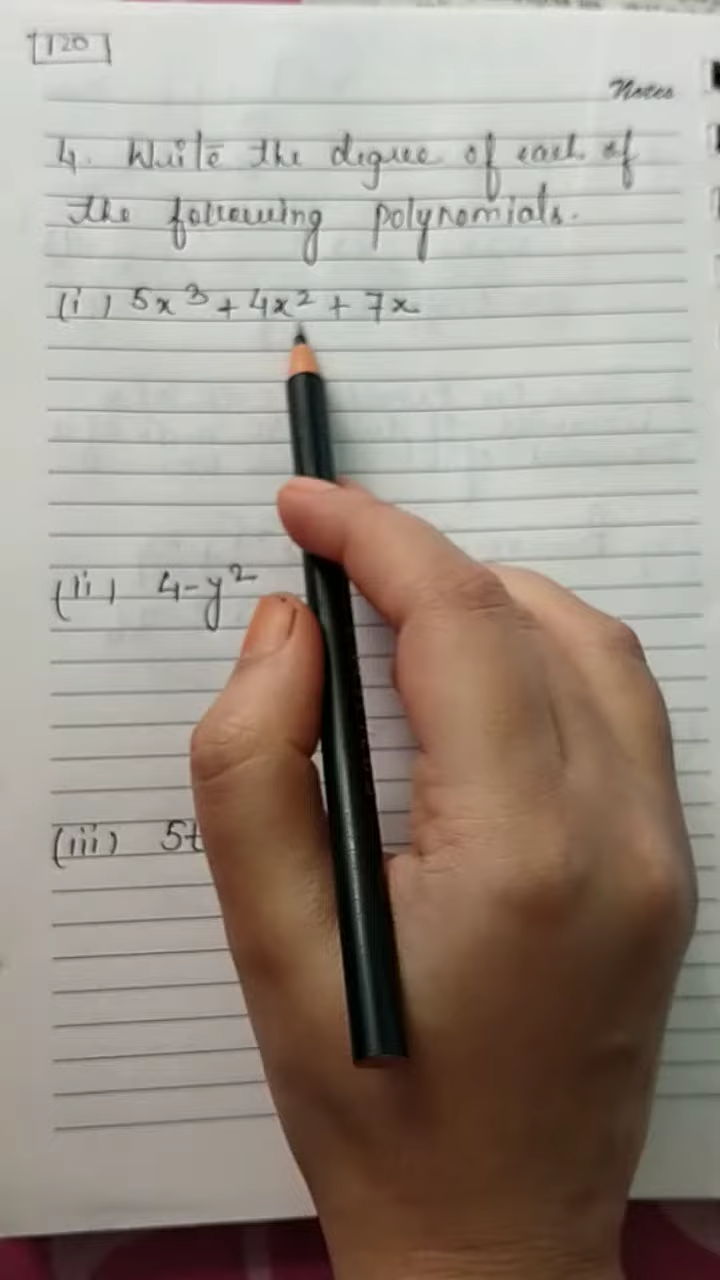 120
Notes
4. Write the degree of each of
the following polynomials.
(i) 5x³ + 4x² + 7x
(ii) 4-y²
(iii) 5t